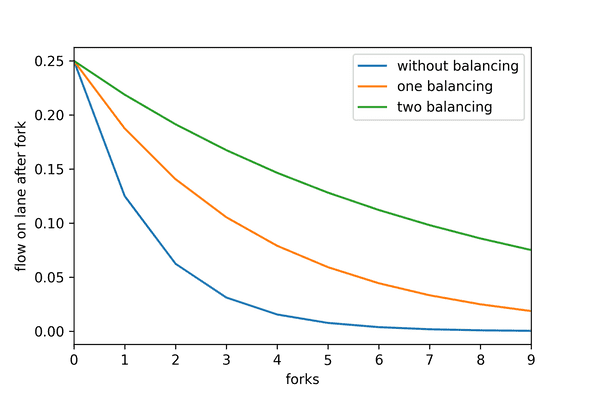 0.25
0.20
0.15
0.10
0.05
0.00
flow on lane after fork
without balancing
one balancing
two balancing
0 1 2 3 4 5 6 7 8 9
forks